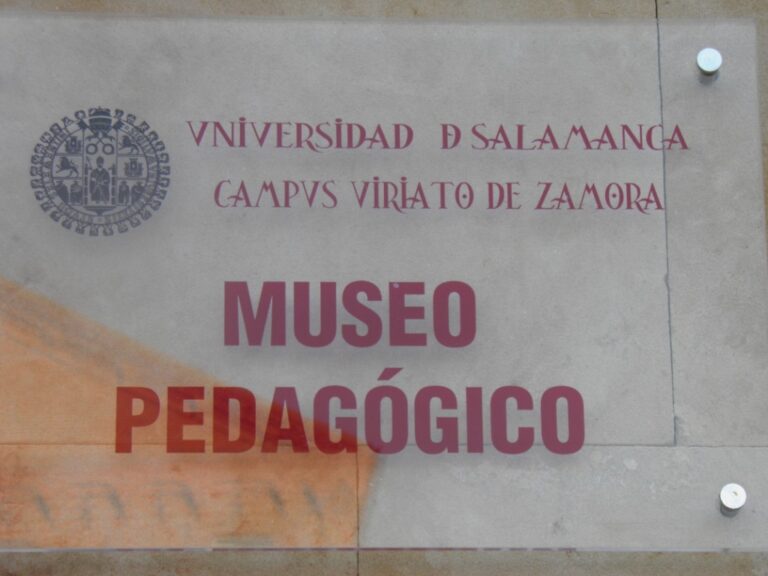 VNIVERSIDAD D SALAMANCA
CAMPVS VIRIATO DE ZAMORA
MUSEO
PEDAGÓGICO